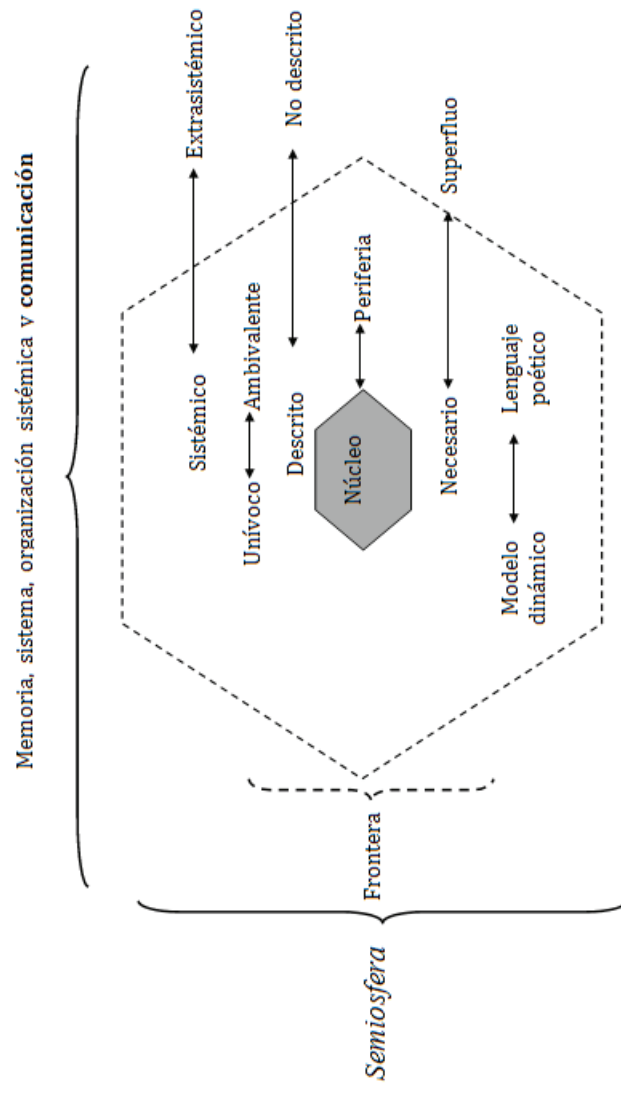 Memoria, sistema, organización sistémica y comunicación
Sistémico
Extrasistémico
Unívoco
Ambivalente
Descrito
No descrito
Núcleo
Periferia
Necesario
Superfluo
Modelo
dinámico
Lenguaje
poético
Frontera
Semiosfera